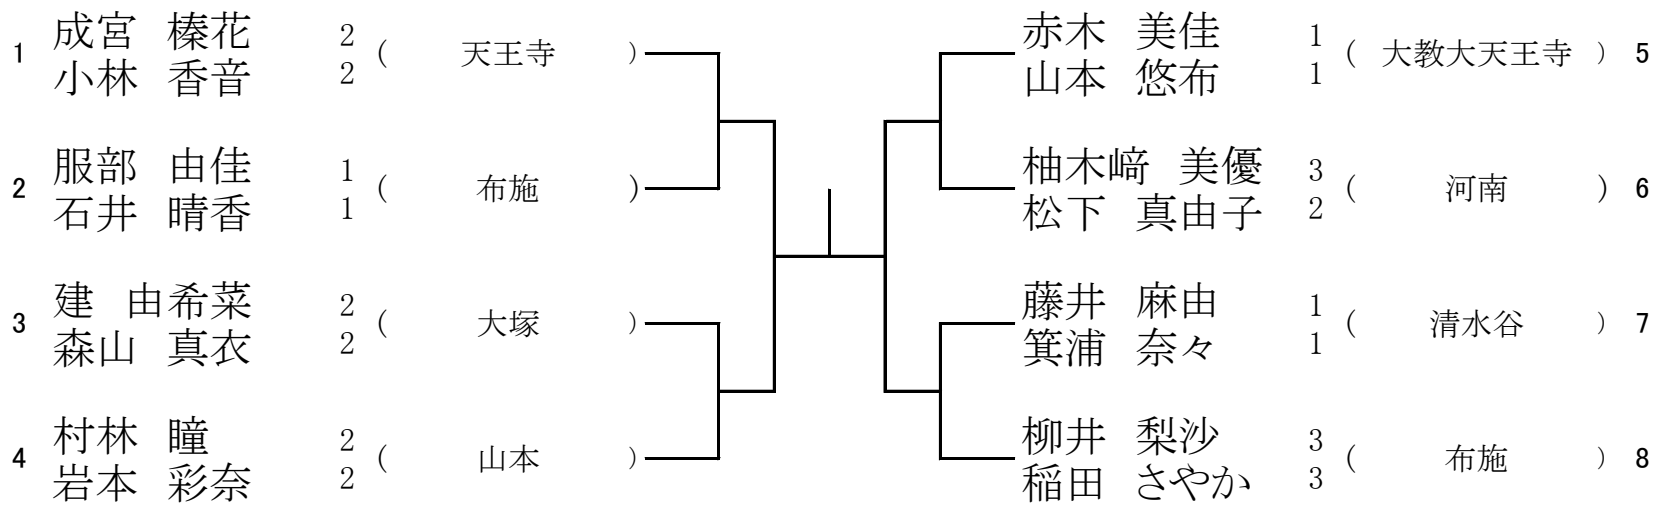 1 成宮 榛花 2 ( 天王寺 )
小林 香音 2
2 服部 由佳 1 ( 布施 )
石井 晴香 1
3 建 由希菜 2 ( 大塚 )
森山 真衣 2
4 村林 瞳 2 ( 山本 )
岩本 彩奈 2
赤木 美佳 1 ( 大教大天王寺 ) 5
山本 悠布 1
柚木﨑 美優 3 ( 河南 ) 6
松下 真由子 2
藤井 麻由 1 ( 清水谷 ) 7
箕浦 奈々 1
柳井 梨沙 3 ( 布施 ) 8
稲田 さやか 3